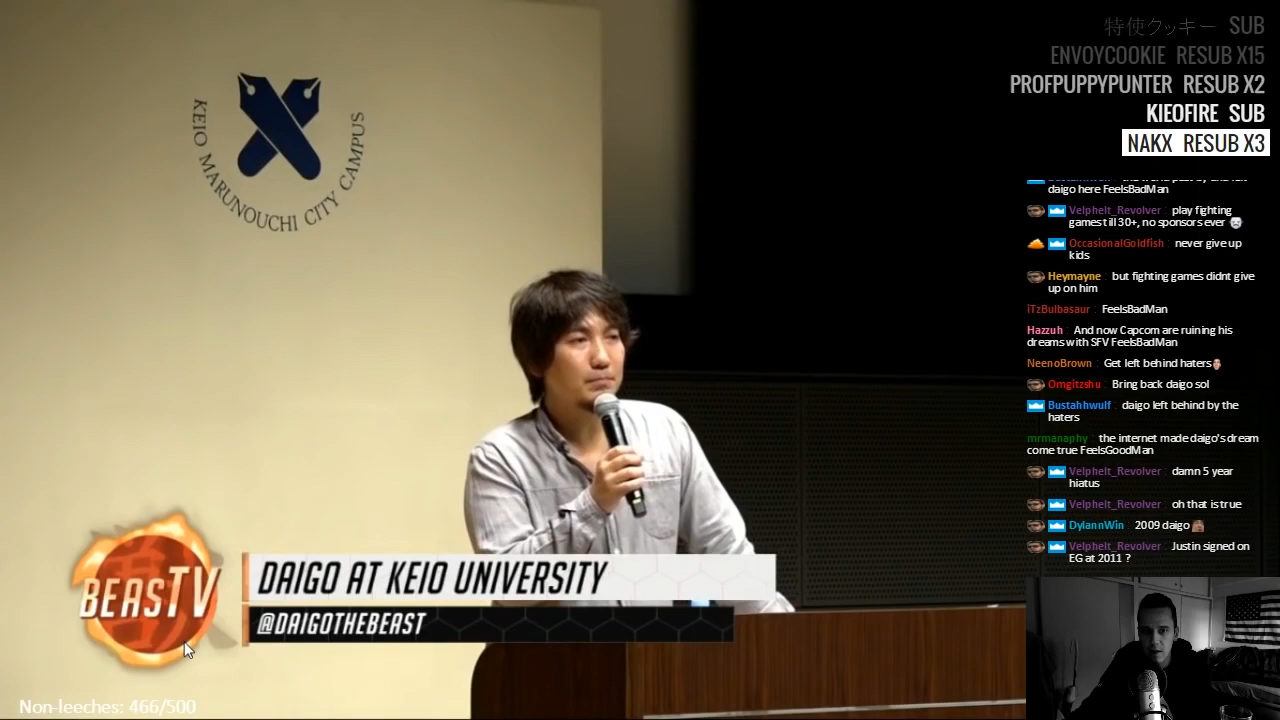 KEIO MARUNOUCHI CITY CAMPUS
BEASTV
DAIGO AT KEIO UNIVERSITY
@DAIGOTHEBEAST
Non-leeches: 466/500
特使クッキー SUB
ENVOYCOOKIE RESUB X15
PROFPUPPYPUNTER RESUB X2
KIEOFIRE SUB
NAKX RESUB X3
daigo here FeelsBadMan
Velphelt_Revolver : play fighting
games till 30+, no sponsors ever
OccasionalGoldfish : never give up
kids
Heymayne : but fighting games didnt give
up on him
iTzBulbasaur : FeelsBadMan
Hazzuh : And now Capcom are ruining his
dreams with SFV FeelsBadMan
NeenoBrown : Get left behind haters
Omgitzshu : Bring back daigo sol
Bustahhwulf : daigo left behind by the
haters
mrmanaphy : the internet made daigo's dream
come true FeelsGoodMan
Velphelt_Revolver : damn 5 year
hiatus
Velphelt_Revolver : oh that is true
DylannWin : 2009 daigo
Velphelt_Revolver : Justin signed on
EG at 2011 ?